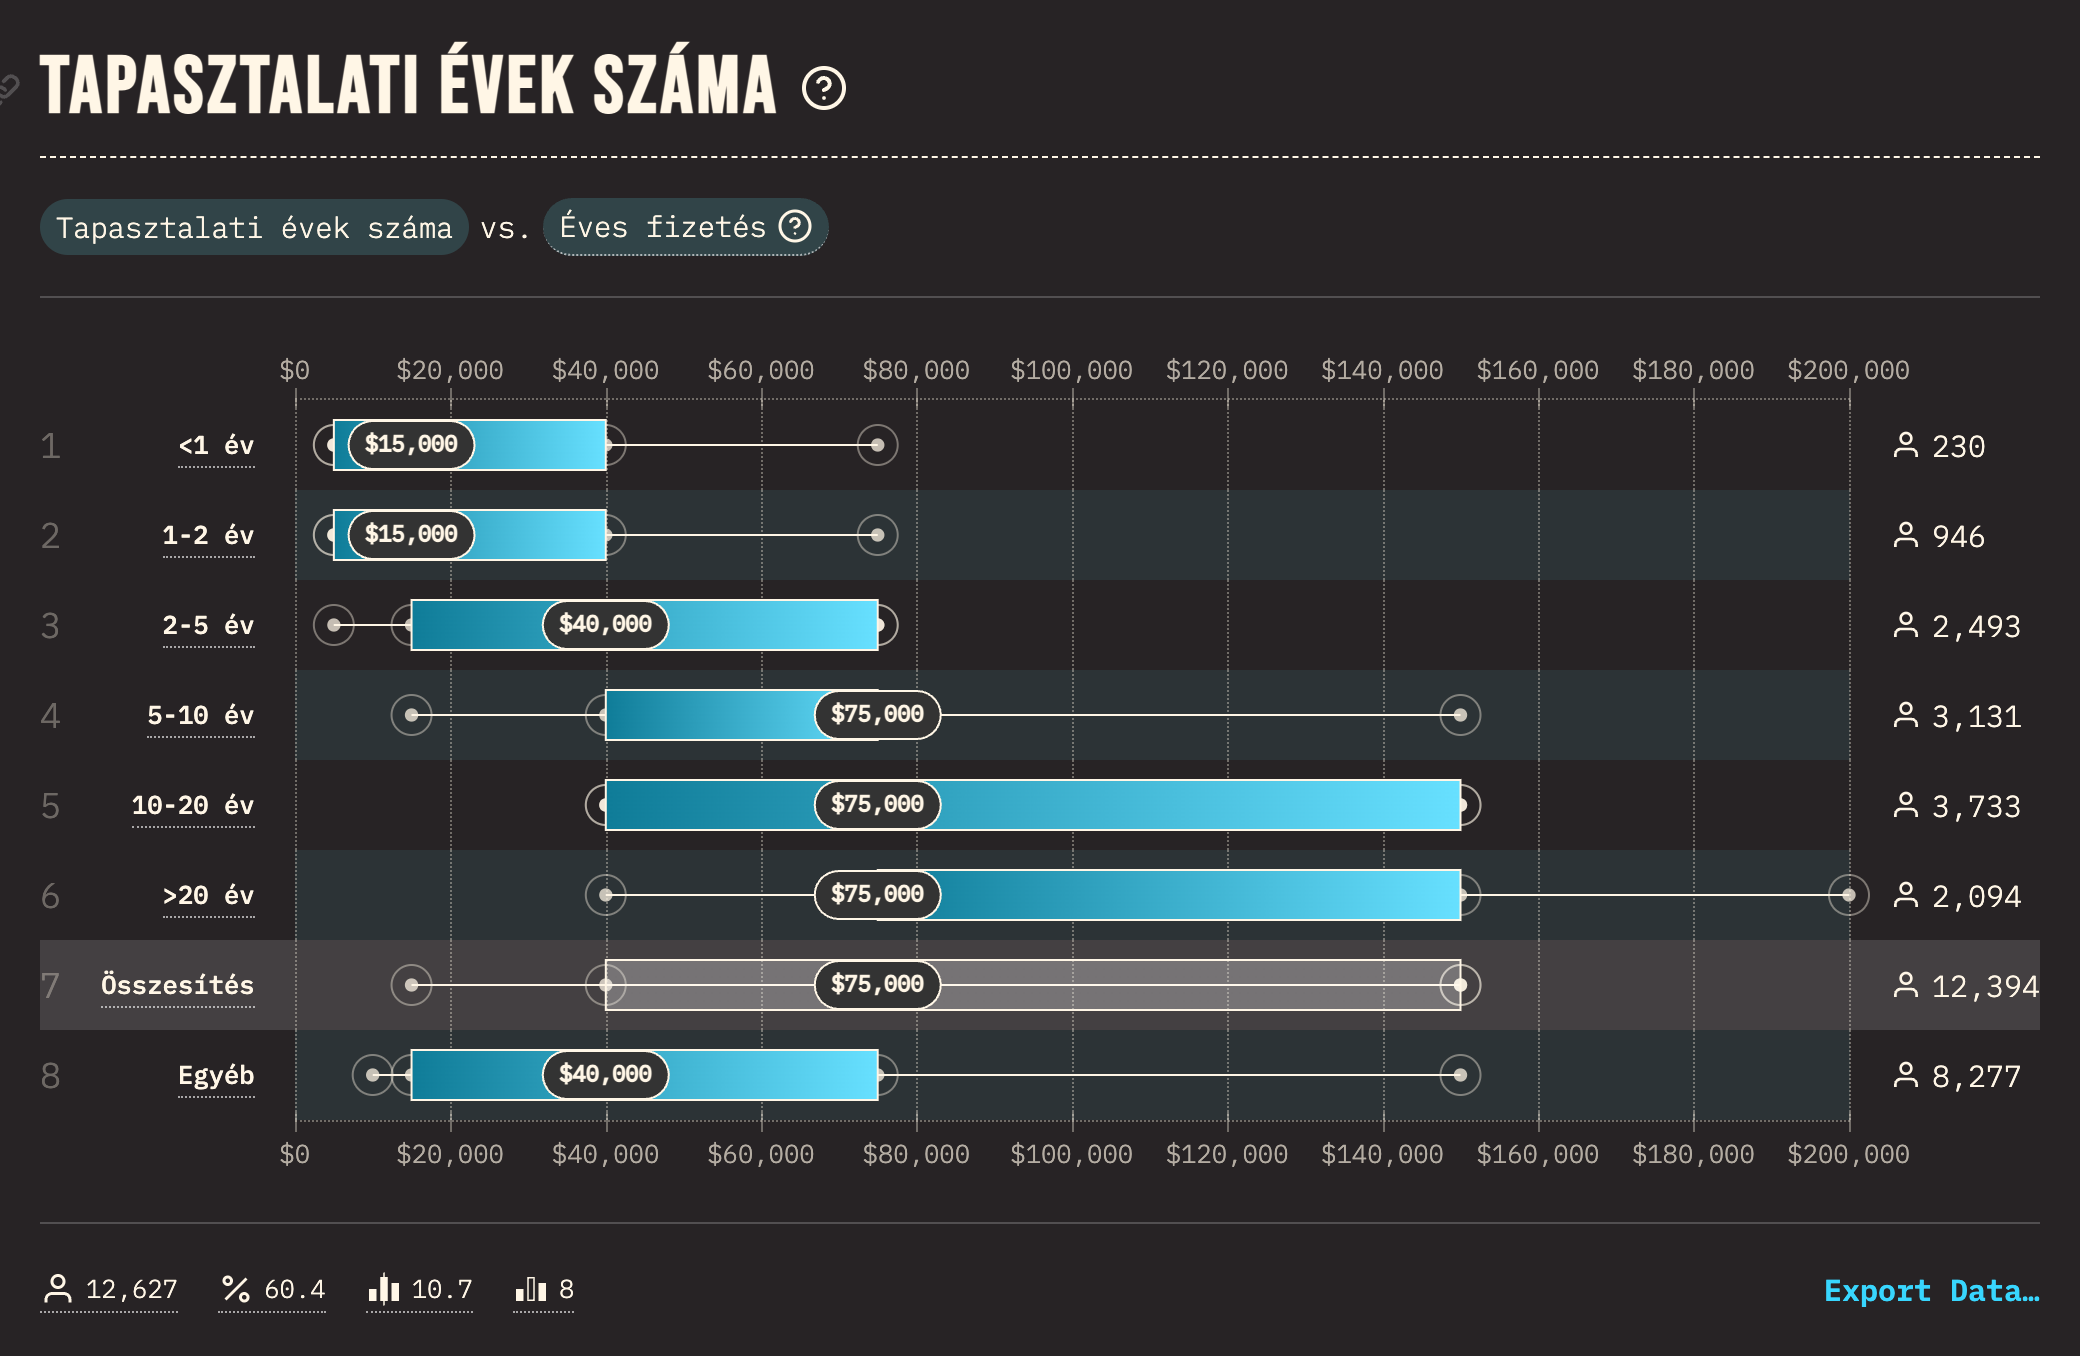 TAPASZTALATI ÉVEK SZÁMA
Tapasztalati évek száma vs. Éves fizetés
$0 $20,000 $40,000 $60,000 $80,000 $100,000 $120,000 $140,000 $160,000 $180,000 $200,000
1 <1 év $15,000 230
2 1-2 év $15,000 946
3 2-5 év $40,000 2,493
4 5-10 év $75,000 3,131
5 10-20 év $75,000 3,733
6 >20 év $75,000 2,094
7 Összesítés $75,000 12,394
8 Egyéb $40,000 8,277
$0 $20,000 $40,000 $60,000 $80,000 $100,000 $120,000 $140,000 $160,000 $180,000 $200,000
12,627 % 60.4 10.7 8 Export Data…